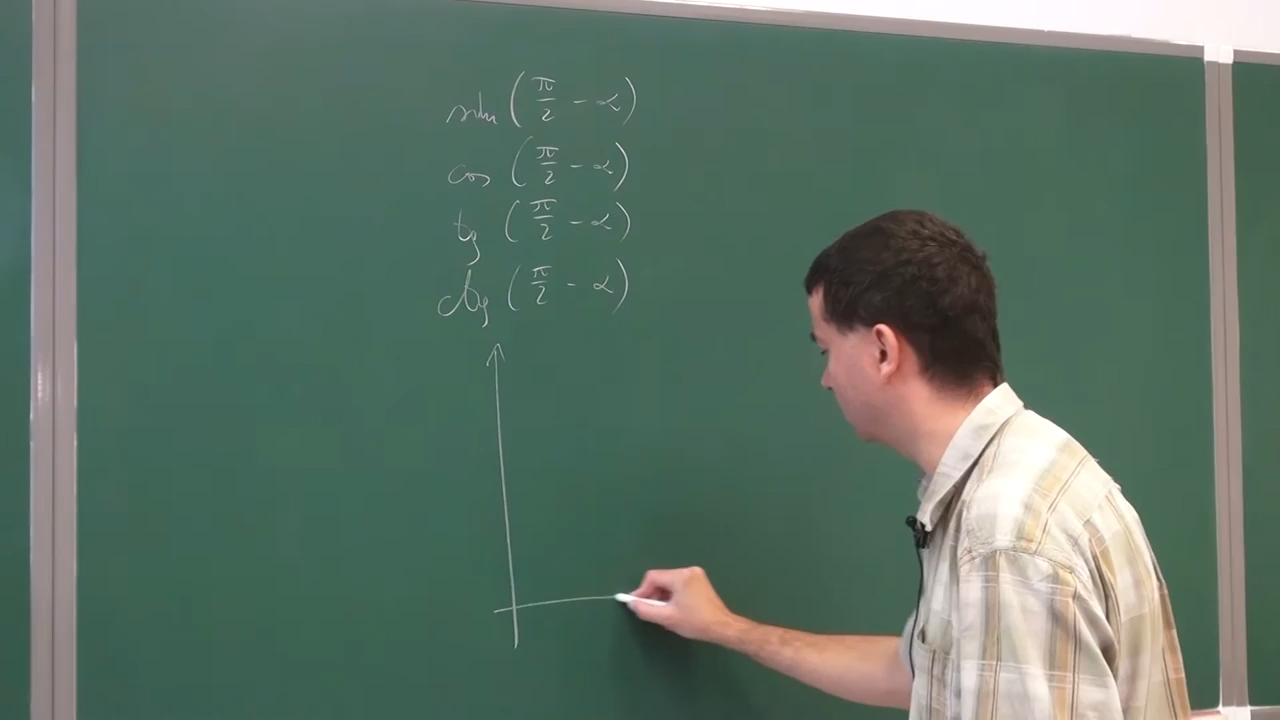 sin (π/2 - α)
cos (π/2 - α)
tg (π/2 - α)
ctg (π/2 - α)